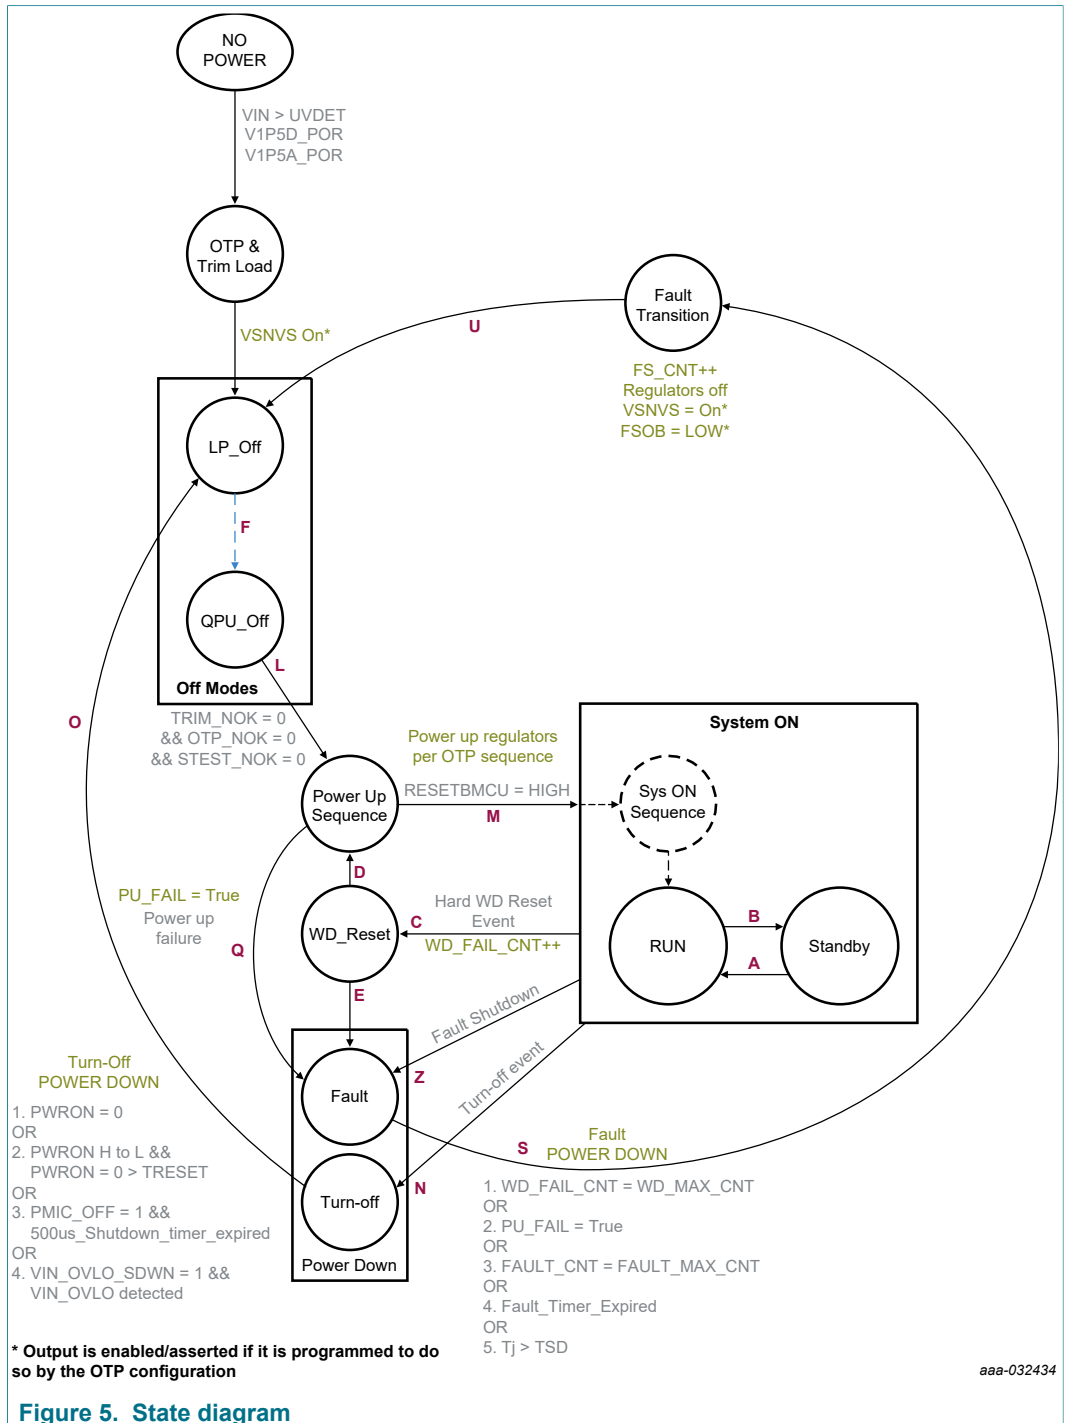 NO
POWER
VIN > UVDET
V1P5D_POR
V1P5A_POR
OTP &
Trim Load
VSNVS On*
Fault
Transition
U
FS_CNT++
Regulators off
VSNVS = On*
FSOB = LOW*
LP_Off
F
QPU_Off
L
Off Modes
O
TRIM_NOK = 0
&& OTP_NOK = 0
&& STEST_NOK = 0
Power up regulators
per OTP sequence
System ON
Power Up
Sequence
RESETBMCU = HIGH
M
Sys ON
Sequence
D
PU_FAIL = True
Power up
failure
Q
WD_Reset
C
Hard WD Reset
Event
WD_FAIL_CNT++
RUN
B
A
Standby
E
Fault Shutdown
Z
Turn-off event
N
Fault
Turn-off
Power Down
S
Fault
POWER DOWN
Turn-Off
POWER DOWN
1. PWRON = 0
OR
2. PWRON H to L &&
PWRON = 0 > TRESET
OR
3. PMIC_OFF = 1 &&
500us_Shutdown_timer_expired
OR
4. VIN_OVLO_SDWN = 1 &&
VIN_OVLO detected
1. WD_FAIL_CNT = WD_MAX_CNT
OR
2. PU_FAIL = True
OR
3. FAULT_CNT = FAULT_MAX_CNT
OR
4. Fault_Timer_Expired
OR
5. Tj > TSD
* Output is enabled/asserted if it is programmed to do
so by the OTP configuration
aaa-032434
Figure 5. State diagram